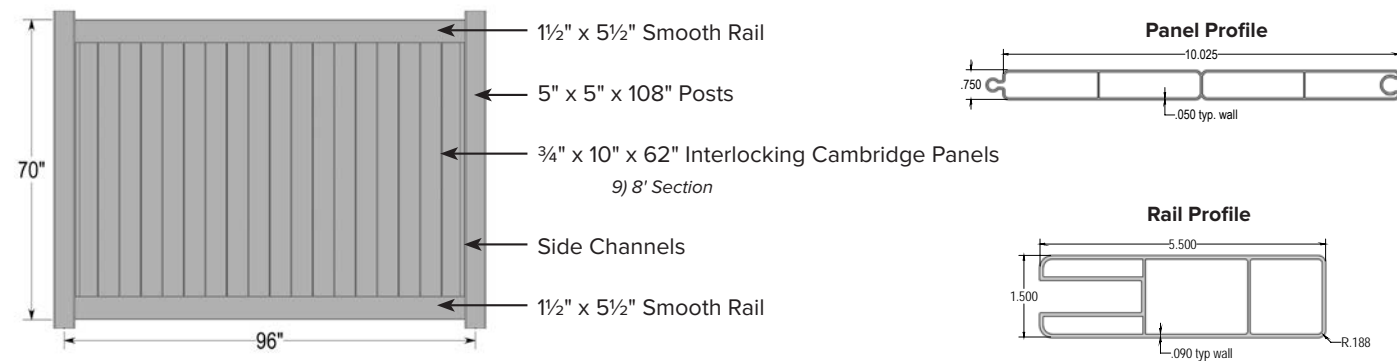 1½" x 5½" Smooth Rail
5" x 5" x 108" Posts
¾" x 10" x 62" Interlocking Cambridge Panels
9) 8' Section
Side Channels
1½" x 5½" Smooth Rail
70"
96"
Panel Profile
10.025
.750
.050 typ. wall
Rail Profile
5.500
1.500
R.188
.090 typ wall